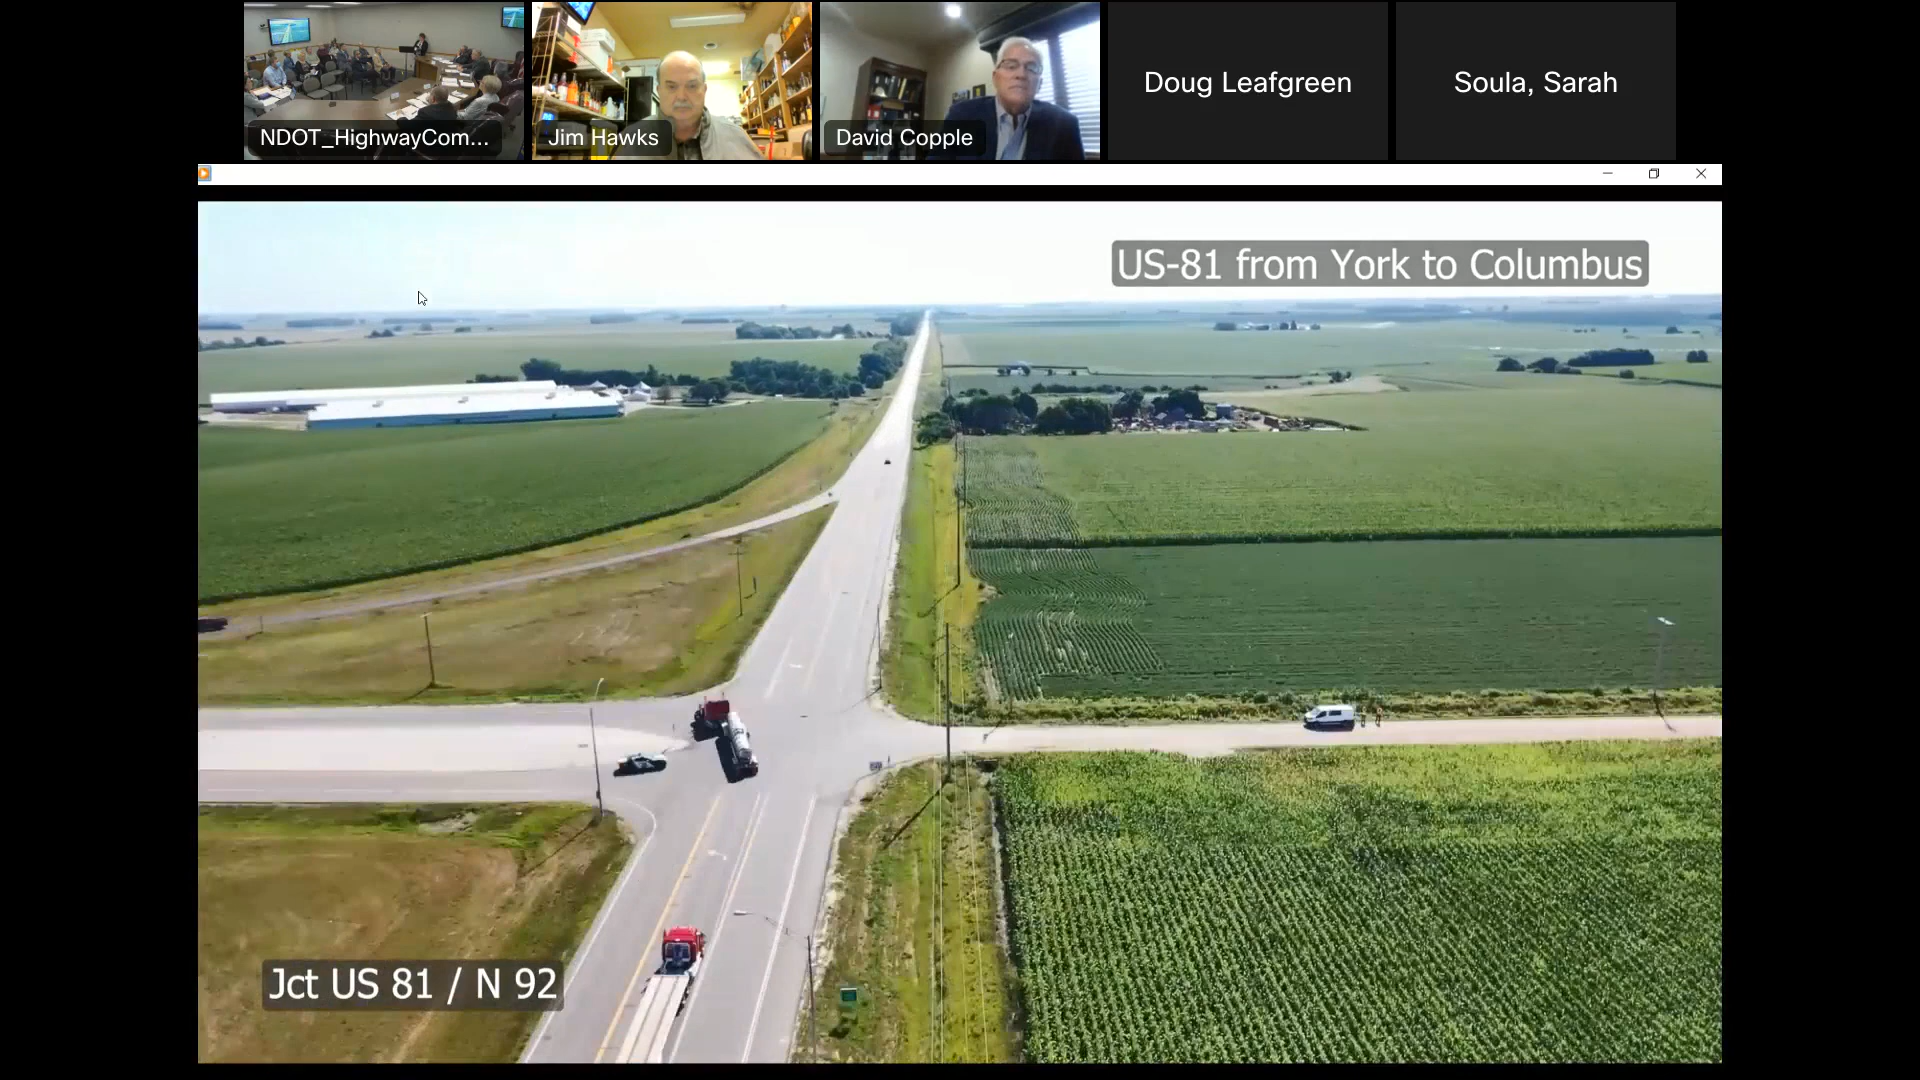 NDOT_HighwayCom...
Jim Hawks
David Copple
Doug Leafgreen
Soula, Sarah
US-81 from York to Columbus
Jct US 81 / N 92